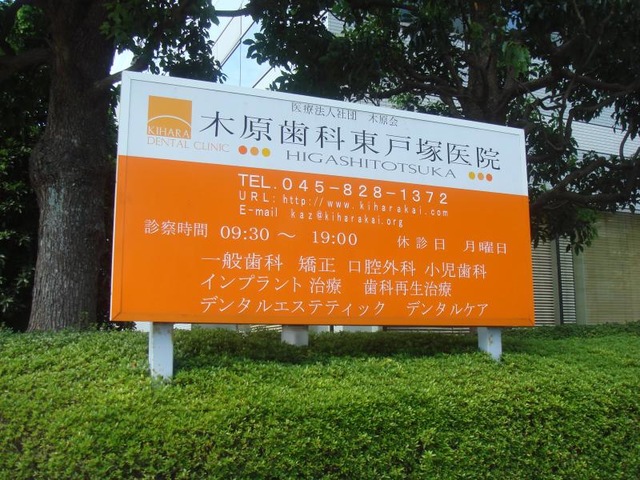 医療法人社団 木原会
KIHARA
DENTAL CLINIC
木原歯科東戸塚医院
HIGASHITOTSUKA
TEL. 045-828-1372
URL: http://www.kiharakai.com
E-mail kaz@kiharakai.org
診察時間 09:30 ～ 19:00 休診日 月曜日
一般歯科 矯正 口腔外科 小児歯科
インプラント治療 歯科再生治療
デンタルエステティック デンタルケア